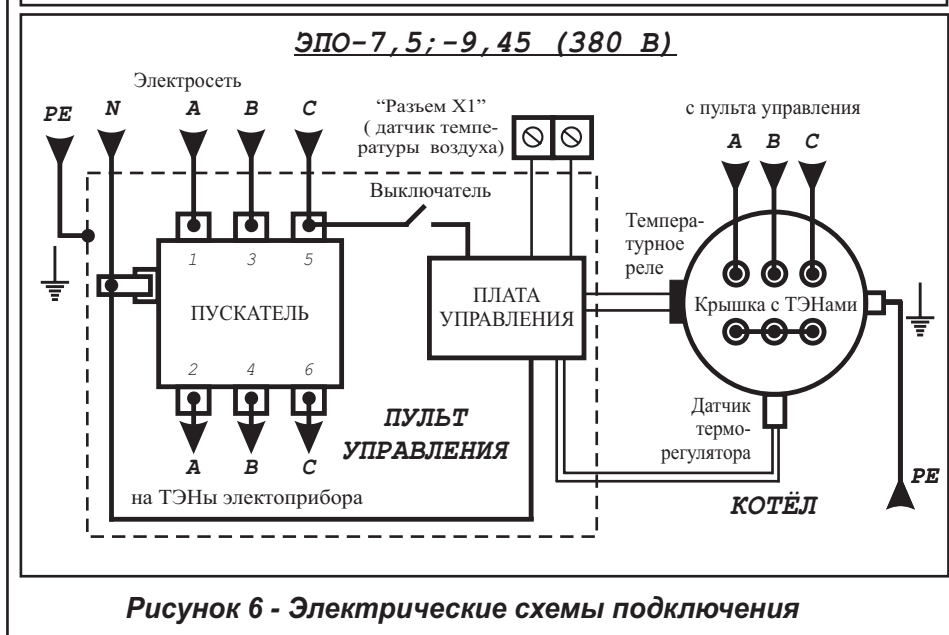 ЭПО-7,5;-9,45 (380 В)
Электросеть
PE N A B C
“Разъем X1”
( датчик темпе-
ратуры воздуха)
с пульта управления
A B C
Выключатель
Темпера-
турное
реле
1 3 5
ПУСКАТЕЛЬ
2 4 6
ПЛАТА
УПРАВЛЕНИЯ
Крышка с ТЭНами
A B C
на ТЭНы электоприбора
ПУЛЬТ
УПРАВЛЕНИЯ
Датчик
термо-
регулятора
PE
КОТЁЛ
Рисунок 6 - Электрические схемы подключения